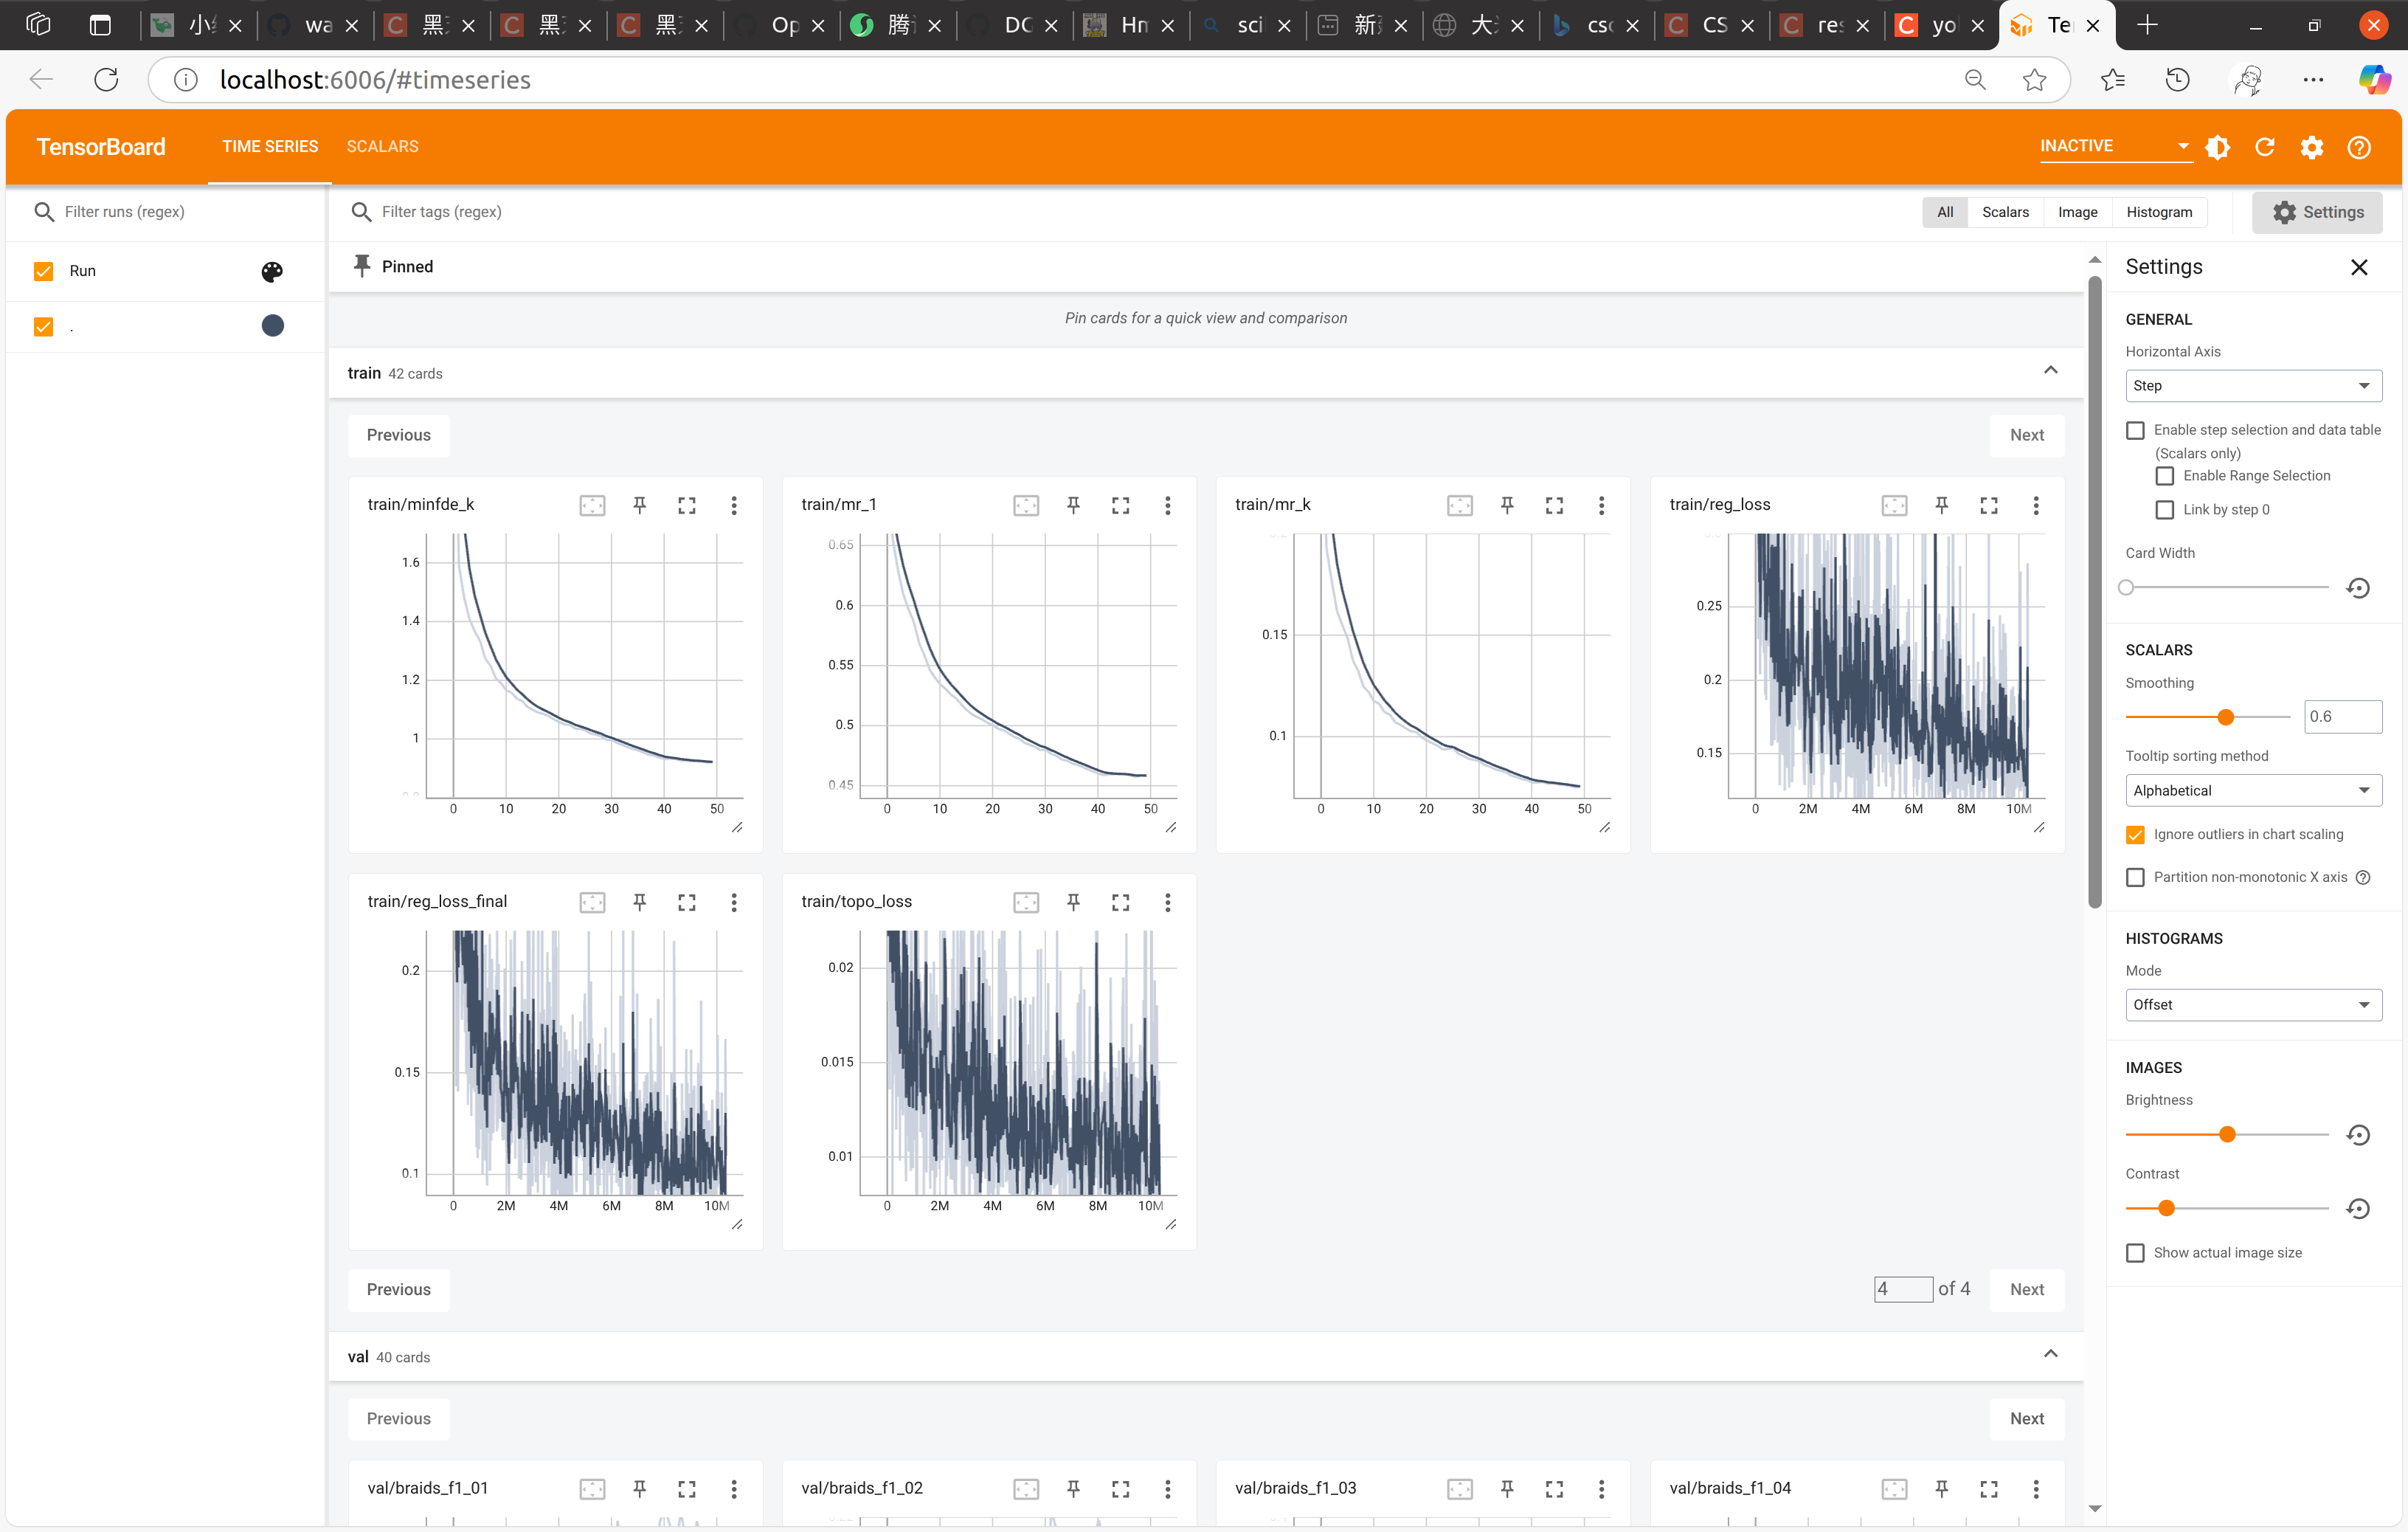 小 wa 黑 黑 黑 Op 腾 DC Hm sci 新 大 csc CS res yo Te
localhost:6006/#timeseries
TensorBoard TIME SERIES SCALARS INACTIVE
Filter runs (regex)
Run
.
Filter tags (regex) All Scalars Image Histogram Settings
Pinned
Pin cards for a quick view and comparison
train 42 cards
Previous Next
train/minfde_k
1.6
1.4
1.2
1
0 10 20 30 40 50
train/mr_1
0.65
0.6
0.55
0.5
0.45
0 10 20 30 40 50
train/mr_k
0.15
0.1
0 10 20 30 40 50
train/reg_loss
0.25
0.2
0.15
0 2M 4M 6M 8M 10M
train/reg_loss_final
0.2
0.15
0.1
0 2M 4M 6M 8M 10M
train/topo_loss
0.02
0.015
0.01
0 2M 4M 6M 8M 10M
Previous 4 of 4 Next
val 40 cards
Previous Next
val/braids_f1_01
val/braids_f1_02
val/braids_f1_03
val/braids_f1_04
Settings
GENERAL
Horizontal Axis
Step
Enable step selection and data table
(Scalars only)
Enable Range Selection
Link by step 0
Card Width
SCALARS
Smoothing
0.6
Tooltip sorting method
Alphabetical
Ignore outliers in chart scaling
Partition non-monotonic X axis
HISTOGRAMS
Mode
Offset
IMAGES
Brightness
Contrast
Show actual image size